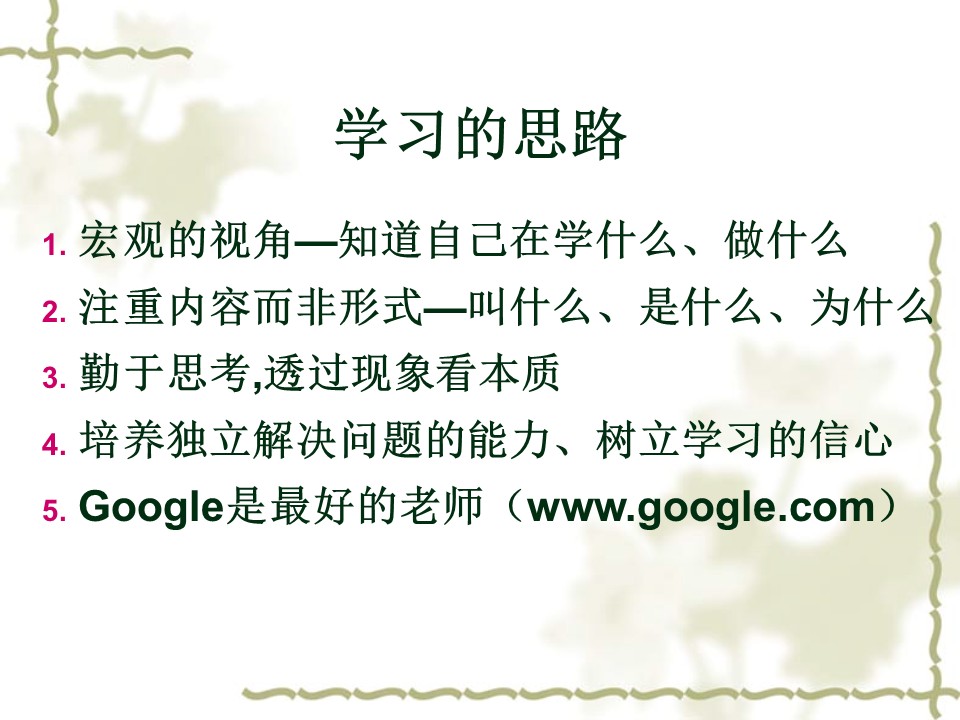 学习的思路
1. 宏观的视角—知道自己在学什么、做什么
2. 注重内容而非形式—叫什么、是什么、为什么
3. 勤于思考,透过现象看本质
4. 培养独立解决问题的能力、树立学习的信心
5. Google是最好的老师（www.google.com）